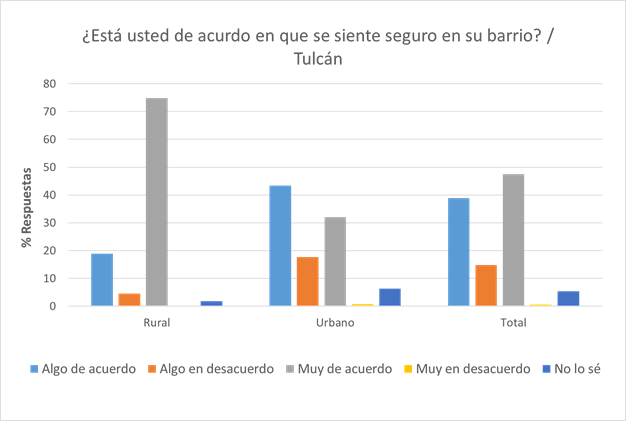 ¿Está usted de acurdo en que se siente seguro en su barrio? /
Tulcán
80
70
60
50
40
30
20
10
0
% Respuestas
Rural Urbano Total
Algo de acuerdo Algo en desacuerdo Muy de acuerdo Muy en desacuerdo No lo sé